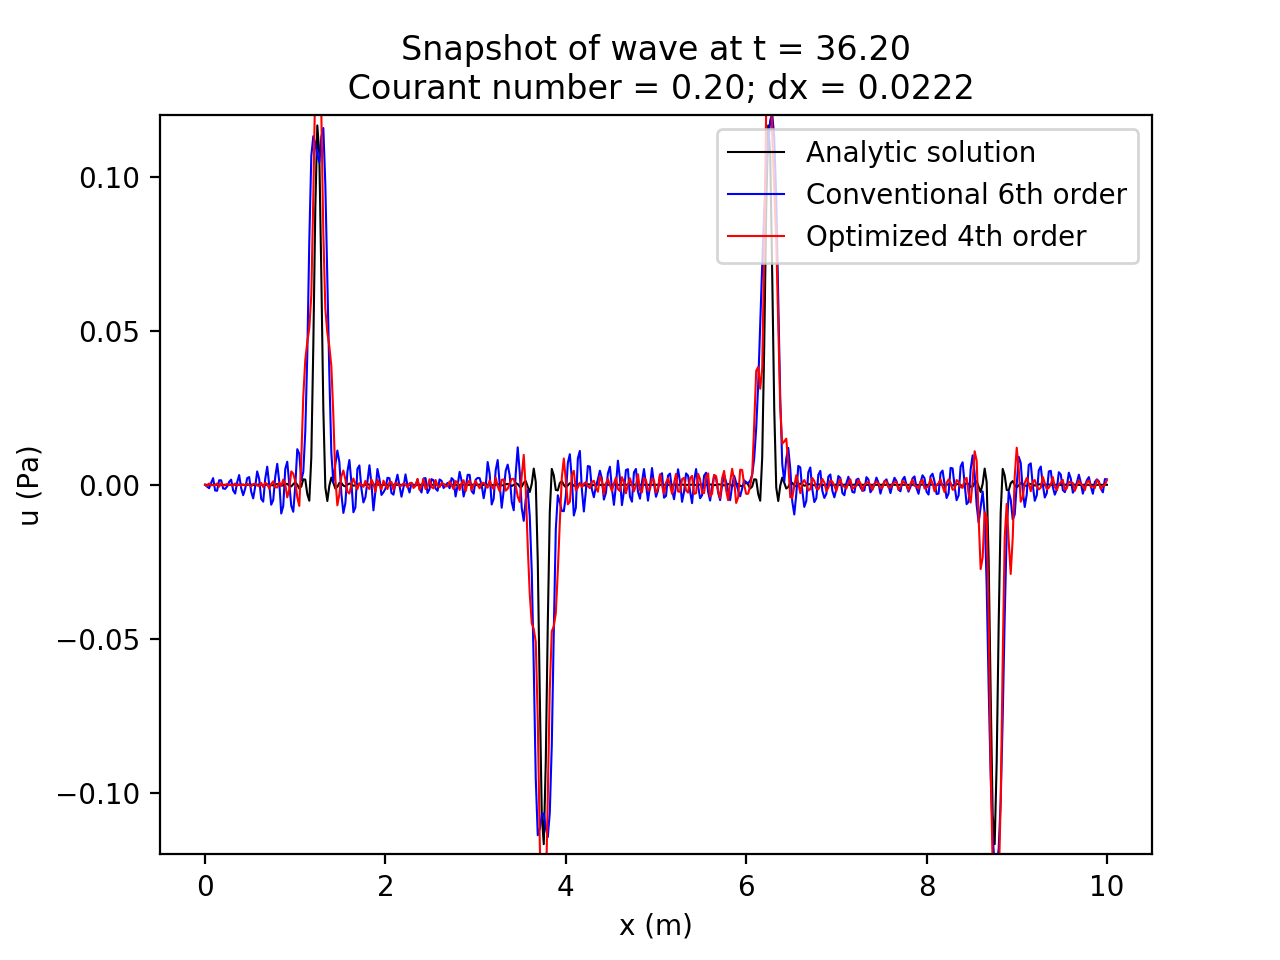 Snapshot of wave at t = 36.20
Courant number = 0.20; dx = 0.0222
Analytic solution
Conventional 6th order
Optimized 4th order
u (Pa)
0.10
0.05
0.00
−0.05
−0.10
0 2 4 6 8 10
x (m)